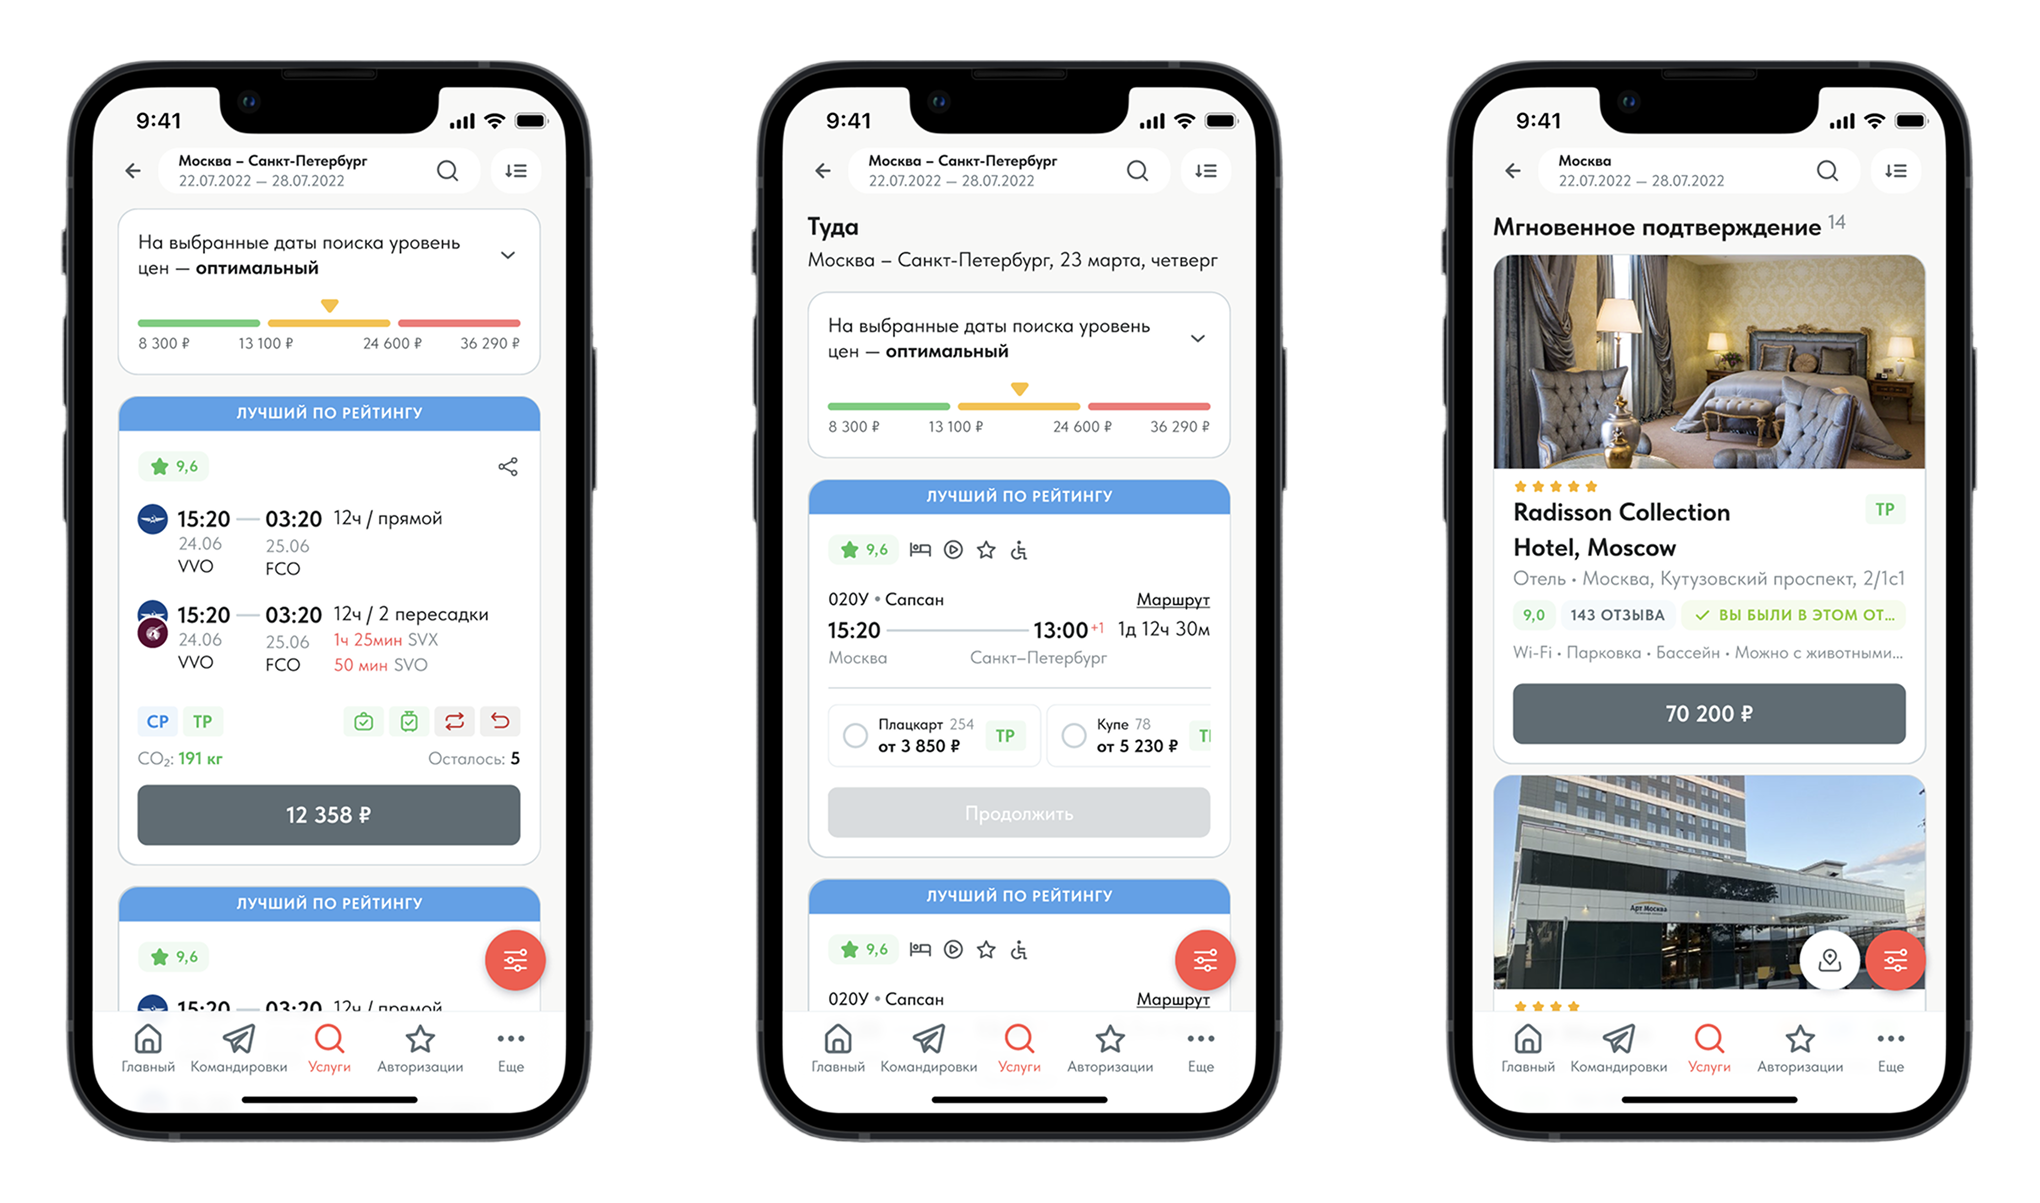 9:41
Москва – Санкт-Петербург
22.07.2022 — 28.07.2022
На выбранные даты поиска уровень
цен — оптимальный
8 300 ₽ 13 100 ₽ 24 600 ₽ 36 290 ₽
ЛУЧШИЙ ПО РЕЙТИНГУ
9,6
15:20 03:20 12ч / прямой
24.06 25.06
VVO FCO
15:20 03:20 12ч / 2 пересадки
24.06 25.06 1ч 25мин SVX
VVO FCO 50 мин SVO
СР ТР
CO₂: 191 кг Осталось: 5
12 358 ₽
ЛУЧШИЙ ПО РЕЙТИНГУ
9,6
15:20 03:20 12ч / прямой
Главный Командировки Услуги Авторизации Еще
9:41
Москва – Санкт-Петербург
22.07.2022 — 28.07.2022
Туда
Москва – Санкт-Петербург, 23 марта, четверг
На выбранные даты поиска уровень
цен — оптимальный
8 300 ₽ 13 100 ₽ 24 600 ₽ 36 290 ₽
ЛУЧШИЙ ПО РЕЙТИНГУ
9,6
020У • Сапсан Маршрут
15:20 13:00 +1 1д 12ч 30м
Москва Санкт–Петербург
Плацкарт 254 Купе 78
от 3 850 ₽ ТР от 5 230 ₽
Продолжить
ЛУЧШИЙ ПО РЕЙТИНГУ
9,6
020У • Сапсан Маршрут
Главный Командировки Услуги Авторизации Еще
9:41
Москва
22.07.2022 — 28.07.2022
Мгновенное подтверждение 14
Radisson Collection ТР
Hotel, Moscow
Отель • Москва, Кутузовский проспект, 2/1с1
9,0 143 ОТЗЫВА ВЫ БЫЛИ В ЭТОМ ОТ...
Wi-Fi • Парковка • Бассейн • Можно с животными...
70 200 ₽
Арт Москва
Главный Командировки Услуги Авторизации Еще